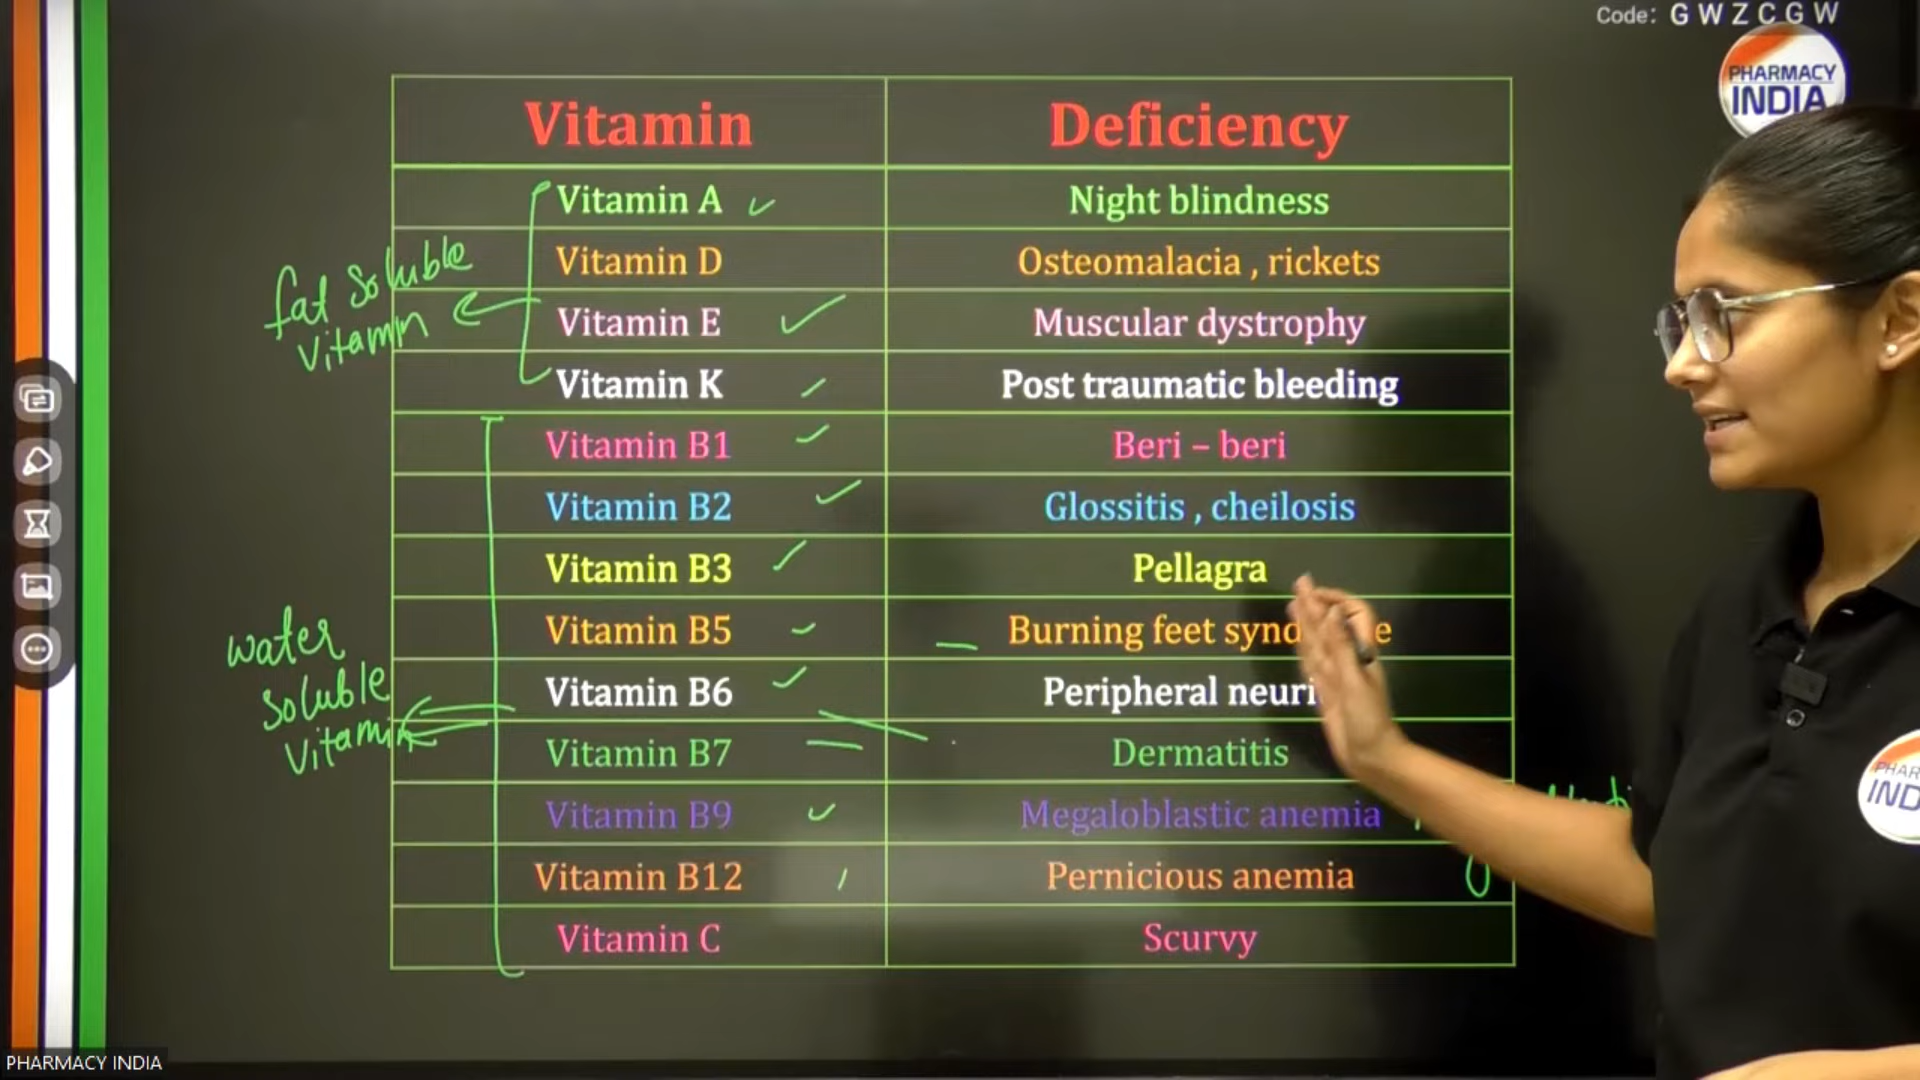 Code: GWZCGW
PHARMACY
INDIA
Vitamin Deficiency
Vitamin A Night blindness
fat soluble
vitamin
Vitamin D Osteomalacia , rickets
Vitamin E Muscular dystrophy
Vitamin K Post traumatic bleeding
Vitamin B1 Beri – beri
Vitamin B2 Glossitis , cheilosis
Vitamin B3 Pellagra
Vitamin B5 Burning feet
water
soluble
vitamin
Vitamin B6 Peripheral
Vitamin B7 Dermatitis
Vitamin B9 Megaloblastic anemia
Vitamin B12 Pernicious anemia
Vitamin C Scurvy
PHARMACY INDIA